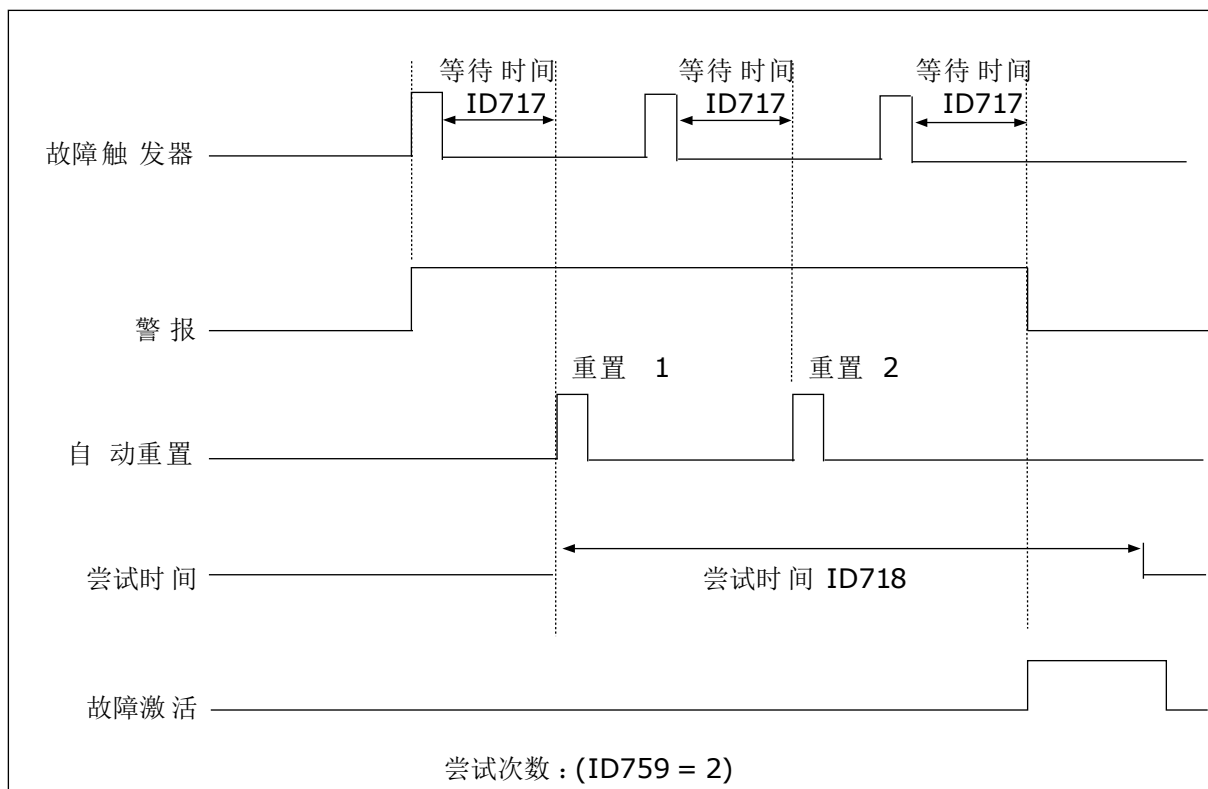 等待时间 等待时间 等待时间
ID717 ID717 ID717
故障触发器
警报
重置 1 重置 2
自动重置
尝试时间 尝试时间 ID718
故障激活
尝试次数：(ID759 = 2)